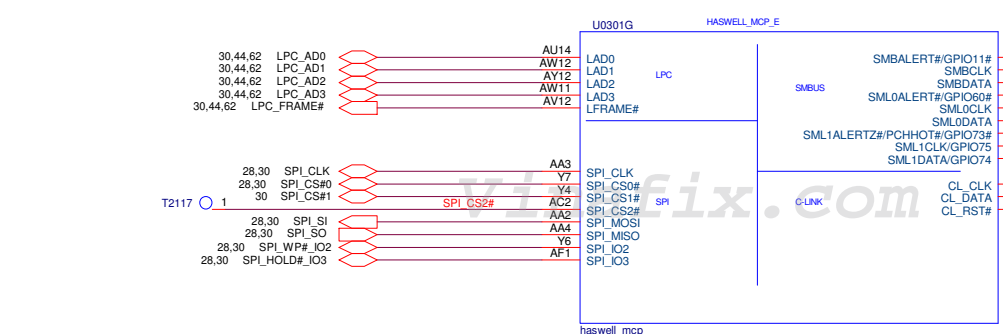 U0301G HASWELL_MCP_E
30,44,62 LPC_AD0 AU14 LAD0 SMBALERT#/GPIO11#
30,44,62 LPC_AD1 AW12 LAD1 LPC SMBCLK
30,44,62 LPC_AD2 AY12 LAD2 SMBUS SMBDATA
30,44,62 LPC_AD3 AW11 LAD3 SML0ALERT#/GPIO60#
30,44,62 LPC_FRAME# AV12 LFRAME# SML0CLK
SML0DATA
SML1ALERTZ#/PCHHOT#/GPIO73#
SML1CLK/GPIO75
SML1DATA/GPIO74
28,30 SPI_CLK AA3 SPI_CLK
28,30 SPI_CS#0 Y7 SPI_CS0# CL_CLK
30 SPI_CS#1 Y4 SPI_CS1# CL_DATA
T2117 1 SPI_CS2# AC2 SPI_CS2# SPI C-LINK CL_RST#
28,30 SPI_SI AA2 SPI_MOSI
28,30 SPI_SO AA4 SPI_MISO
28,30 SPI_WP#_IO2 Y6 SPI_IO2
28,30 SPI_HOLD#_IO3 AF1 SPI_IO3
Vinafix.com
haswell_mcp